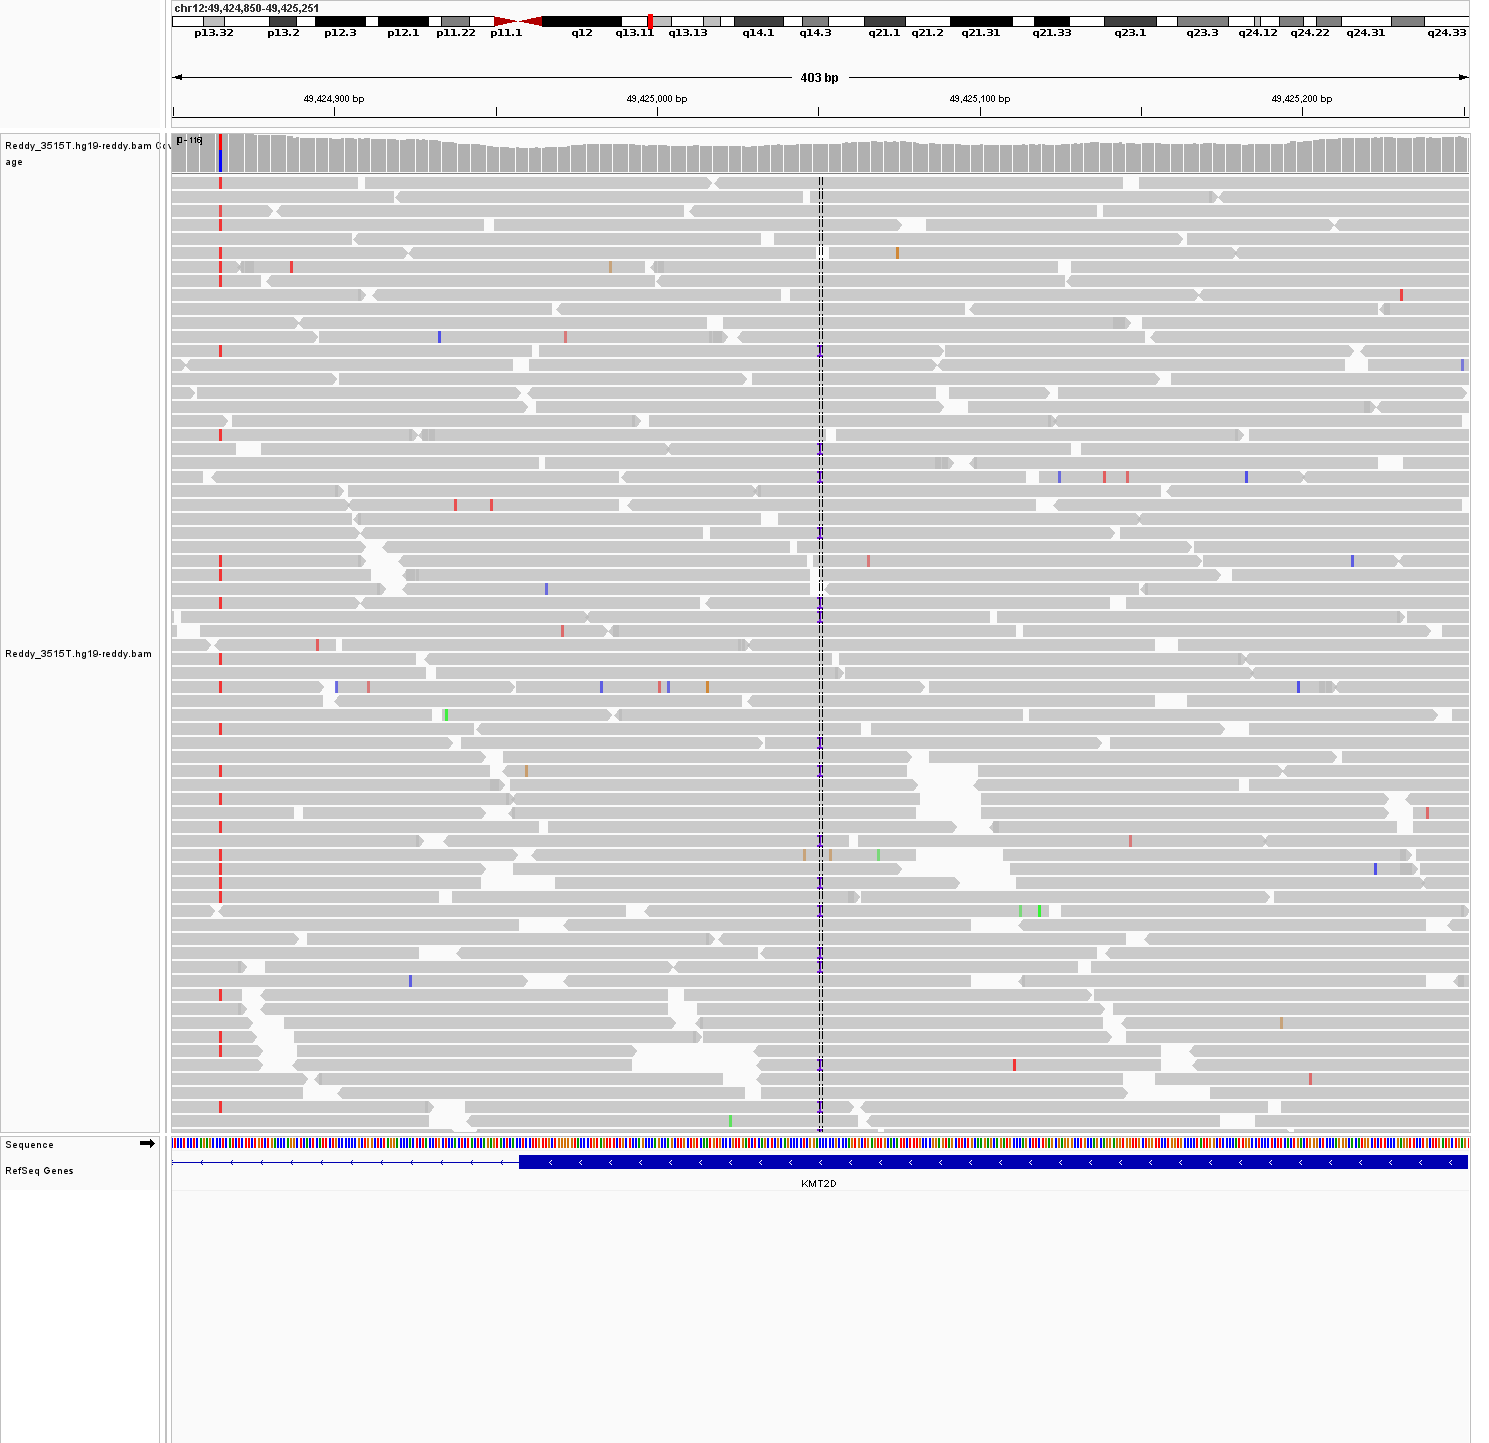 chr12:49,424,850-49,425,251
p13.32 p13.2 p12.3 p12.1 p11.22 p11.1 q12 q13.11 q13.13 q14.1 q14.3 q21.1 q21.2 q21.31 q21.33 q23.1 q23.3 q24.12 q24.22 q24.31 q24.33
403 bp
49,424,900 bp 49,425,000 bp 49,425,100 bp 49,425,200 bp
[0 - 116]
Reddy_3515T.hg19-reddy.bam Cov
age
Reddy_3515T.hg19-reddy.bam
Sequence
RefSeq Genes
KMT2D